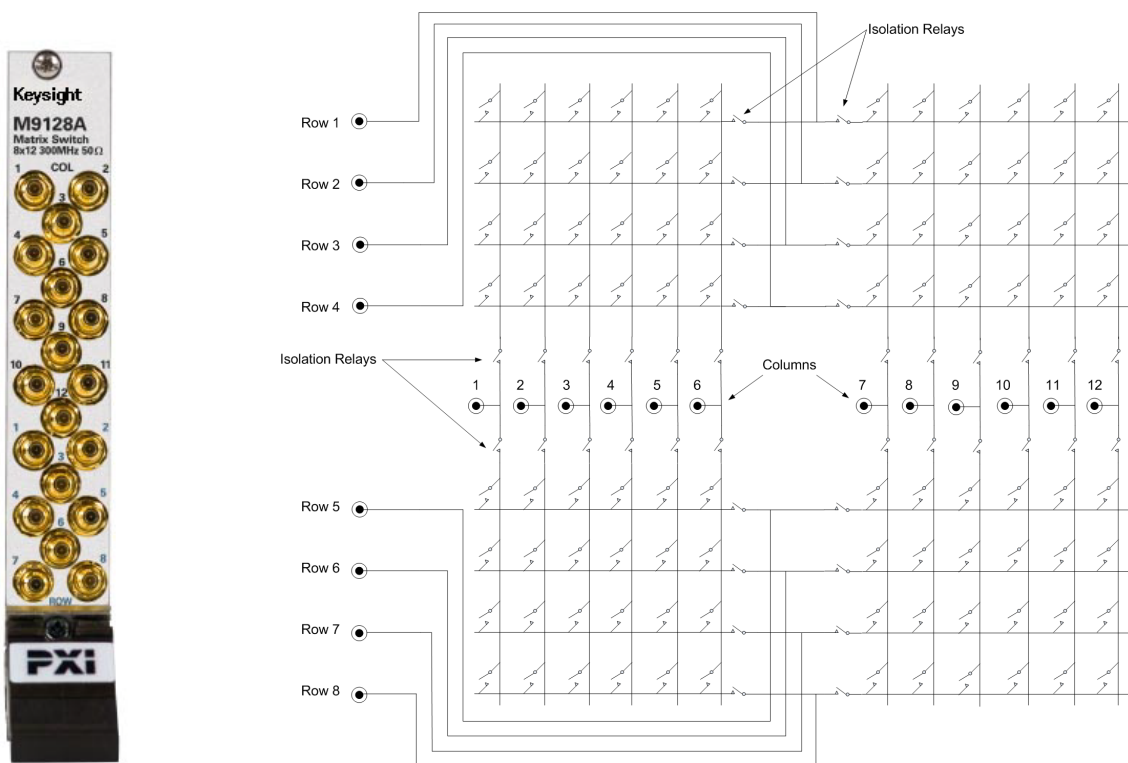 Keysight
M9128A
Matrix Switch
8x12 300MHz 50Ω
1 COL 2
3
4 5
6
7 8
9
10 11
12
1 2
3
4 5
6
7 8
ROW
PXI
Isolation Relays
Row 1
Row 2
Row 3
Row 4
Isolation Relays
Columns
1 2 3 4 5 6 7 8 9 10 11 12
Row 5
Row 6
Row 7
Row 8